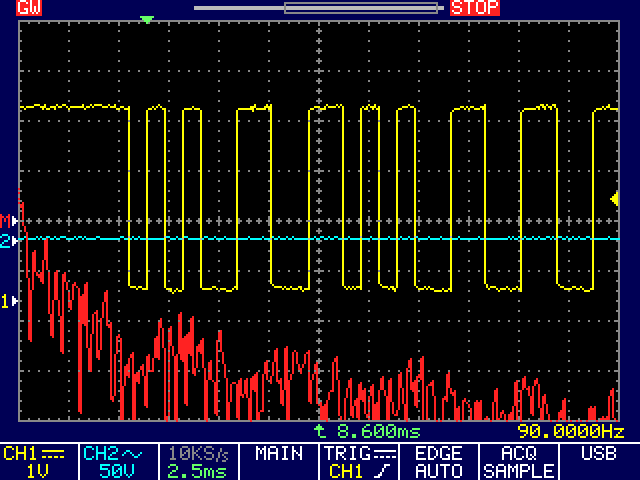 GW STOP
M
2
1
8.600ms 90.0000Hz
CH1 CH2 10KS/s MAIN TRIG EDGE ACQ USB
1V 50V 2.5ms CH1 AUTO SAMPLE